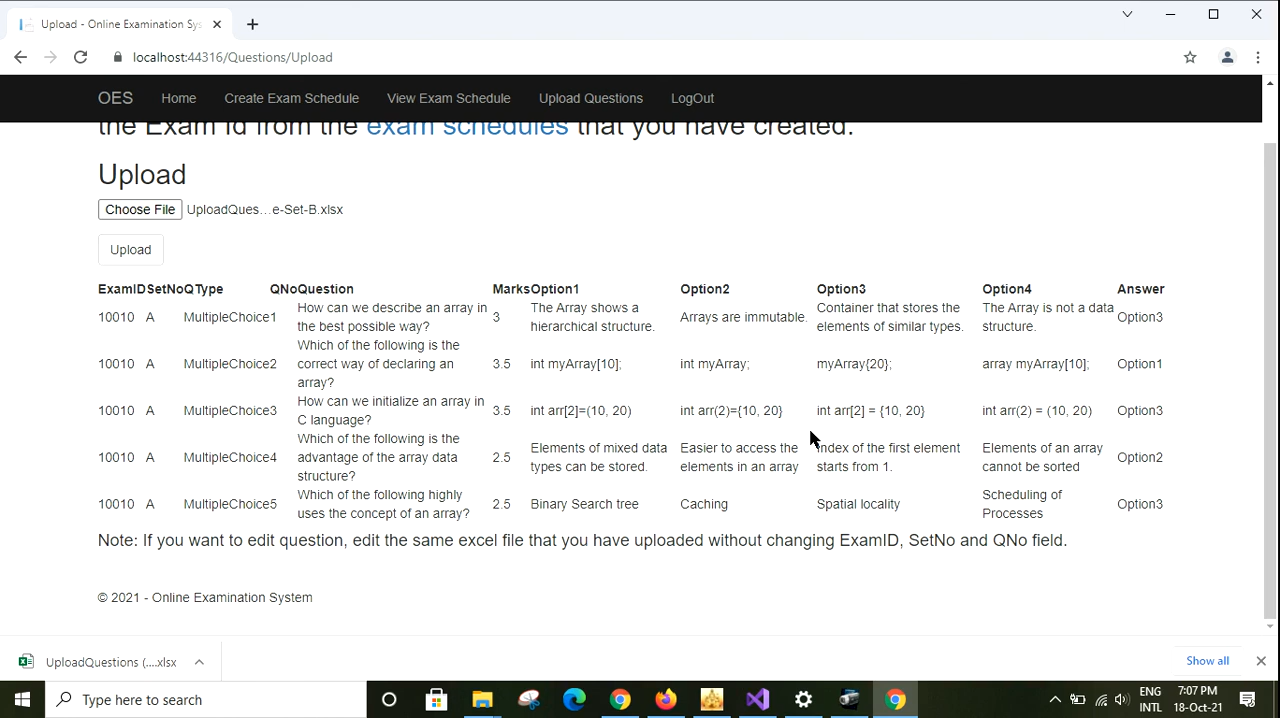 Upload - Online Examination Sys
localhost:44316/Questions/Upload
OES Home Create Exam Schedule View Exam Schedule Upload Questions LogOut
the Exam Id from the exam schedules that you have created.
Upload
Choose File UploadQues...e-Set-B.xlsx
Upload
ExamID SetNo QType QNo Question Marks Option1 Option2 Option3 Option4 Answer
10010 A MultipleChoice 1 How can we describe an array in the best possible way? 3 The Array shows a hierarchical structure. Arrays are immutable. Container that stores the elements of similar types. The Array is not a data structure. Option3
10010 A MultipleChoice 2 Which of the following is the correct way of declaring an array? 3.5 int myArray[10]; int myArray; myArray{20}; array myArray[10]; Option1
10010 A MultipleChoice 3 How can we initialize an array in C language? 3.5 int arr[2]=(10, 20) int arr(2)={10, 20} int arr[2] = {10, 20} int arr(2) = (10, 20) Option3
10010 A MultipleChoice 4 Which of the following is the advantage of the array data structure? 2.5 Elements of mixed data types can be stored. Easier to access the elements in an array Index of the first element starts from 1. Elements of an array cannot be sorted Option2
10010 A MultipleChoice 5 Which of the following highly uses the concept of an array? 2.5 Binary Search tree Caching Spatial locality Scheduling of Processes Option3
Note: If you want to edit question, edit the same excel file that you have uploaded without changing ExamID, SetNo and QNo field.
© 2021 - Online Examination System
UploadQuestions (....xlsx Show all
Type here to search
ENG 7:07 PM
INTL 18-Oct-21